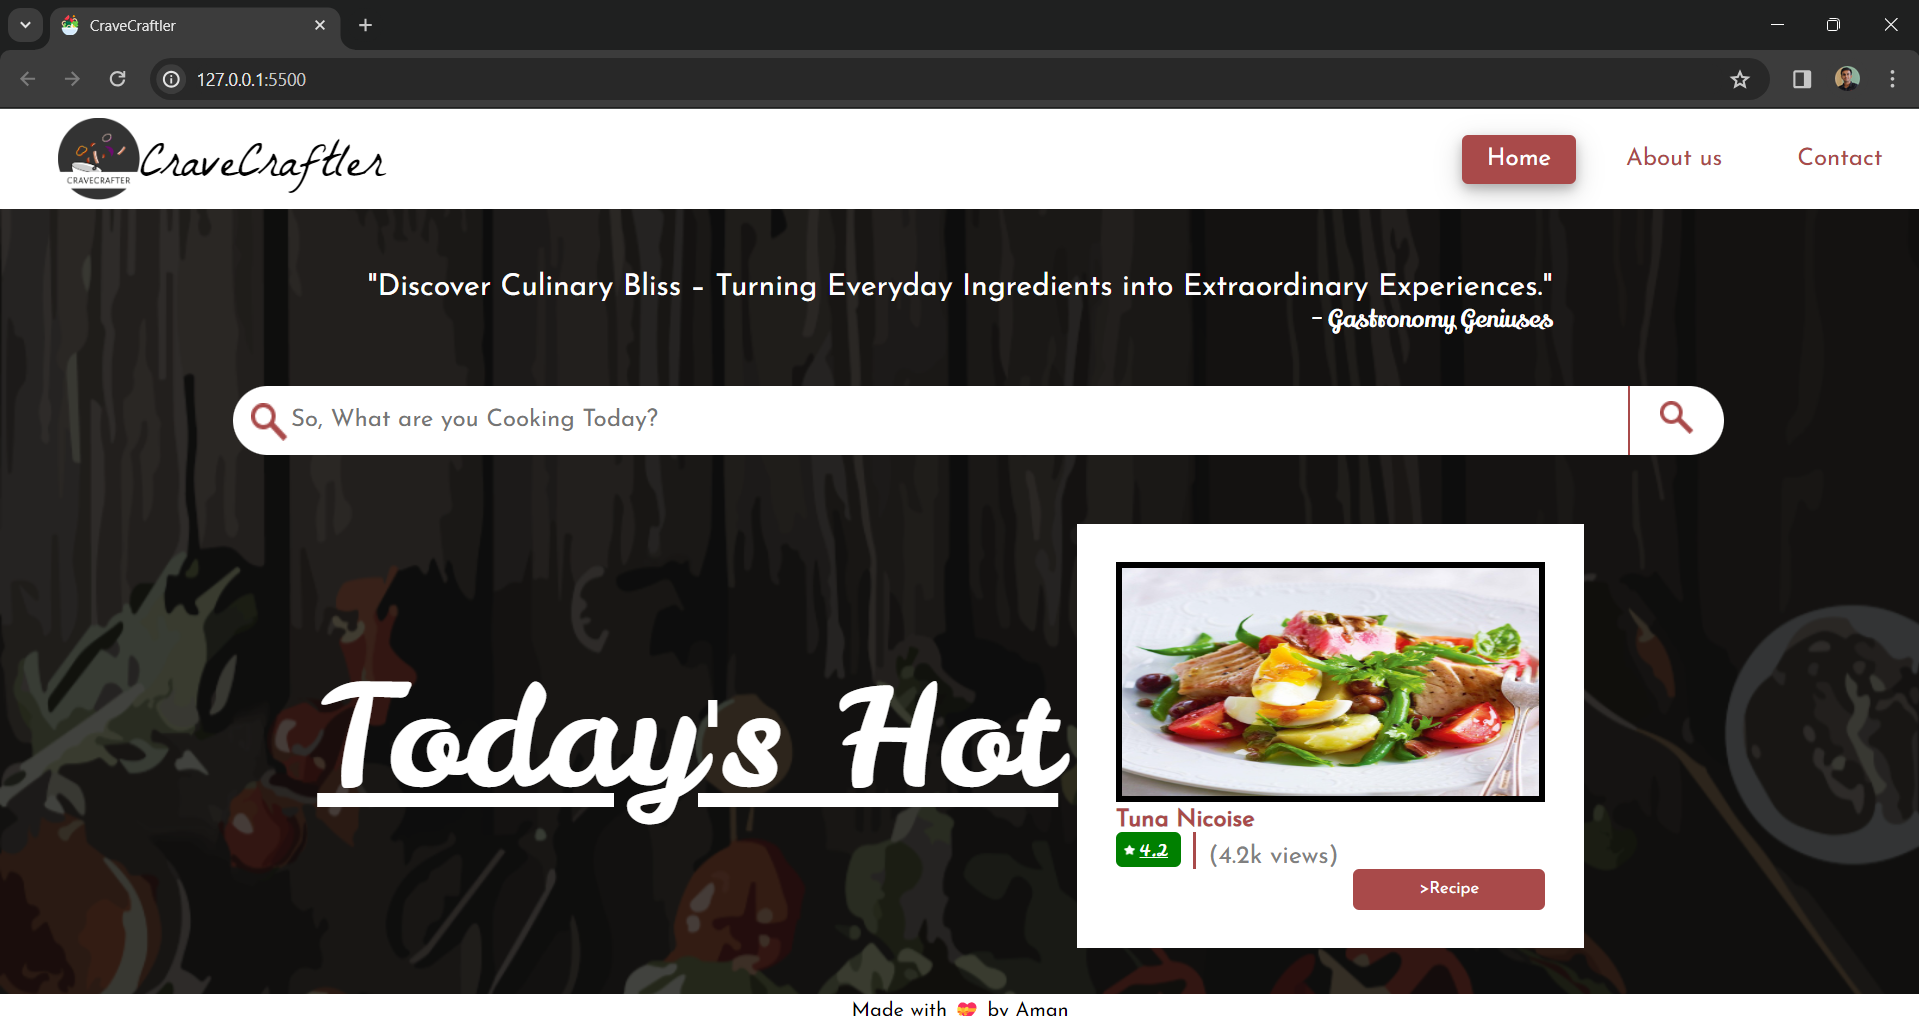 CraveCraftler
127.0.0.1:5500
CRAVECRAFTER
CraveCraftler
Home
About us
Contact
"Discover Culinary Bliss – Turning Everyday Ingredients into Extraordinary Experiences."
– Gastronomy Geniuses
So, What are you Cooking Today?
Today's Hot
Tuna Nicoise
4.2
(4.2k views)
>Recipe
Made with 💝 by Aman